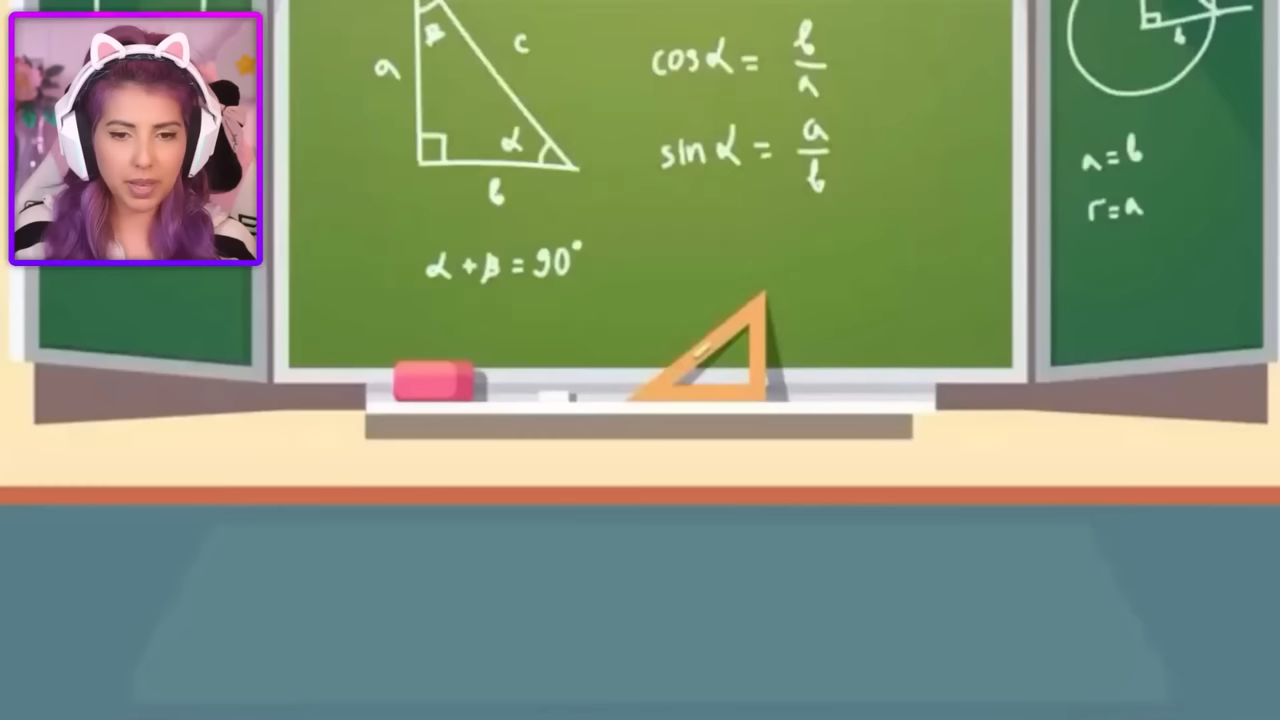 β
c
a
α
b
α + β = 90°
cos α = b/a
sin α = a/b
b
a = b
r = a